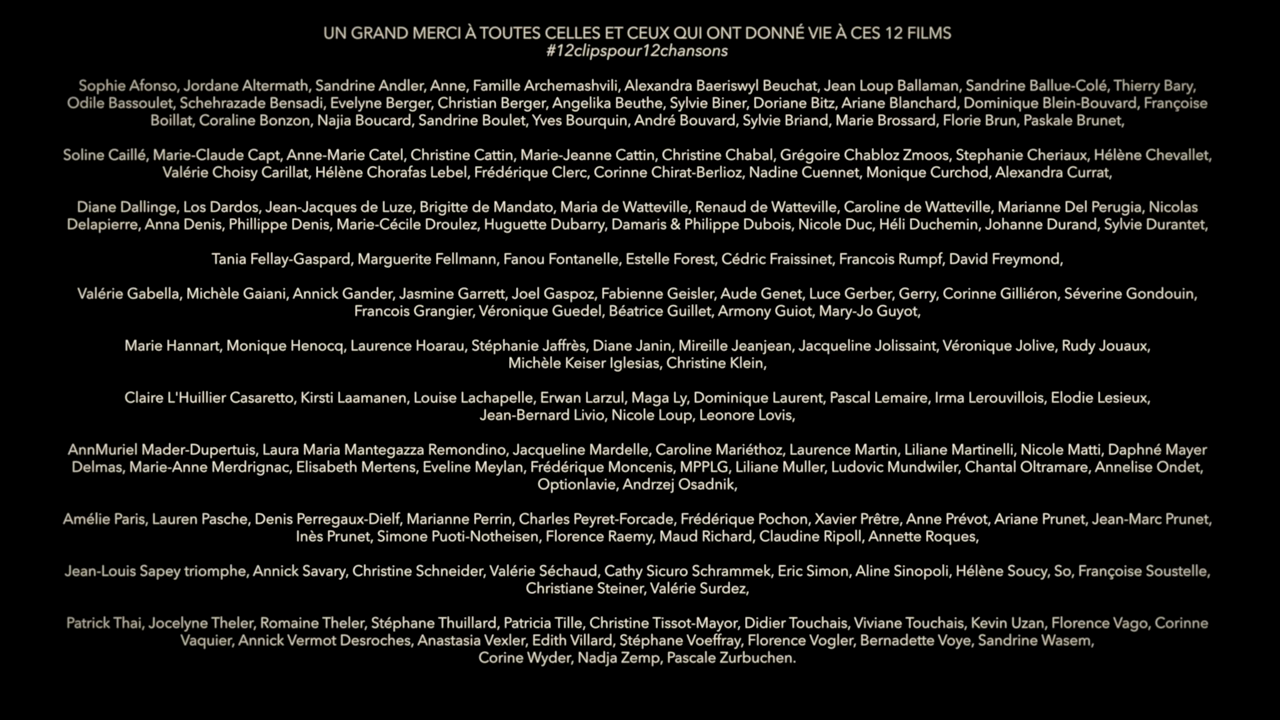 UN GRAND MERCI À TOUTES CELLES ET CEUX QUI ONT DONNÉ VIE À CES 12 FILMS
#12clipspour12chansons
Sophie Afonso, Jordane Altermath, Sandrine Andler, Anne, Famille Archemashvili, Alexandra Baeriswyl Beuchat, Jean Loup Ballaman, Sandrine Ballue-Colé, Thierry Bary,
Odile Bassoulet, Schehrazade Bensadi, Evelyne Berger, Christian Berger, Angelika Beuthe, Sylvie Biner, Doriane Bitz, Ariane Blanchard, Dominique Blein-Bouvard, Françoise
Boillat, Coraline Bonzon, Najia Boucard, Sandrine Boulet, Yves Bourquin, André Bouvard, Sylvie Briand, Marie Brossard, Florie Brun, Paskale Brunet,
Soline Caillé, Marie-Claude Capt, Anne-Marie Catel, Christine Cattin, Marie-Jeanne Cattin, Christine Chabal, Grégoire Chabloz Zmoos, Stephanie Cheriaux, Hélène Chevallet,
Valérie Choisy Carillat, Hélène Chorafas Lebel, Frédérique Clerc, Corinne Chirat-Berlioz, Nadine Cuennet, Monique Curchod, Alexandra Currat,
Diane Dallinge, Los Dardos, Jean-Jacques de Luze, Brigitte de Mandato, Maria de Watteville, Renaud de Watteville, Caroline de Watteville, Marianne Del Perugia, Nicolas
Delapierre, Anna Denis, Phillippe Denis, Marie-Cécile Droulez, Huguette Dubarry, Damaris & Philippe Dubois, Nicole Duc, Héli Duchemin, Johanne Durand, Sylvie Durantet,
Tania Fellay-Gaspard, Marguerite Fellmann, Fanou Fontanelle, Estelle Forest, Cédric Fraissinet, Francois Rumpf, David Freymond,
Valérie Gabella, Michèle Gaiani, Annick Gander, Jasmine Garrett, Joel Gaspoz, Fabienne Geisler, Aude Genet, Luce Gerber, Gerry, Corinne Gilliéron, Séverine Gondouin,
Francois Grangier, Véronique Guedel, Béatrice Guillet, Armony Guiot, Mary-Jo Guyot,
Marie Hannart, Monique Henocq, Laurence Hoarau, Stéphanie Jaffrès, Diane Janin, Mireille Jeanjean, Jacqueline Jolissaint, Véronique Jolive, Rudy Jouaux,
Michèle Keiser Iglesias, Christine Klein,
Claire L'Huillier Casaretto, Kirsti Laamanen, Louise Lachapelle, Erwan Larzul, Maga Ly, Dominique Laurent, Pascal Lemaire, Irma Lerouvillois, Elodie Lesieux,
Jean-Bernard Livio, Nicole Loup, Leonore Lovis,
AnnMuriel Mader-Dupertuis, Laura Maria Mantegazza Remondino, Jacqueline Mardelle, Caroline Mariéthoz, Laurence Martin, Liliane Martinelli, Nicole Matti, Daphné Mayer
Delmas, Marie-Anne Merdrignac, Elisabeth Mertens, Eveline Meylan, Frédérique Moncenis, MPPLG, Liliane Muller, Ludovic Mundwiler, Chantal Oltramare, Annelise Ondet,
Optionlavie, Andrzej Osadnik,
Amélie Paris, Lauren Pasche, Denis Perregaux-Dielf, Marianne Perrin, Charles Peyret-Forcade, Frédérique Pochon, Xavier Prêtre, Anne Prévot, Ariane Prunet, Jean-Marc Prunet,
Inès Prunet, Simone Puoti-Notheisen, Florence Raemy, Maud Richard, Claudine Ripoll, Annette Roques,
Jean-Louis Sapey triomphe, Annick Savary, Christine Schneider, Valérie Séchaud, Cathy Sicuro Schrammek, Eric Simon, Aline Sinopoli, Hélène Soucy, So, Françoise Soustelle,
Christiane Steiner, Valérie Surdez,
Patrick Thai, Jocelyne Theler, Romaine Theler, Stéphane Thuillard, Patricia Tille, Christine Tissot-Mayor, Didier Touchais, Viviane Touchais, Kevin Uzan, Florence Vago, Corinne
Vaquier, Annick Vermot Desroches, Anastasia Vexler, Edith Villard, Stéphane Voeffray, Florence Vogler, Bernadette Voye, Sandrine Wasem,
Corine Wyder, Nadja Zemp, Pascale Zurbuchen.